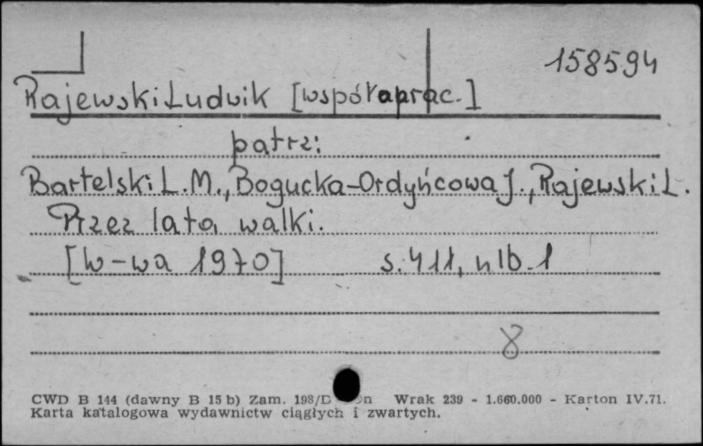 158594
Rajewski Ludwik [współaprac.]
patrz:
Bartelski L. M., Bogucka-Ordyńcowa J., Rajewski L.
Przez lata walki.
[W-wa 1970] s. 411, nlb. 1
8
CWD B 144 (dawny B 15 b) Zam. 198/D Wrak 239 - 1.660.000 - Karton IV.71.
Karta katalogowa wydawnictw ciągłych i zwartych.